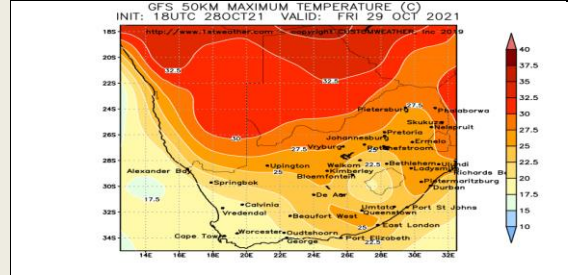 GFS 50KM MAXIMUM TEMPERATURE (C)
INIT: 18UTC 28OCT21 VALID: FRI 29 OCT 2021
http://www.1stweather.com copyright CUSTOMWEATHER, Inc 2019
18S
20S
22S
24S
26S
28S
30S
32S
34S
32.5
32.5
30
27.5
27.5
25
25
25
22.5
22.5
25
17.5
Pietersburg
Phalaborwa
Skukuza
Nelspruit
Pretoria
Johannesburg
Ermelo
Vryburg
Potchefstroom
Welkom
Bethlehem
Ulundi
Upington
Kimberley
Ladysmith
Richards B
Alexander Bay
Bloemfontein
Springbok
Pietermaritzburg
Durban
De Aar
Calvinia
Vredendal
Umtata
Port St Johns
Beaufort West
Queenstown
Worcester
Oudtshoorn
East London
Cape Town
George
Port Elizabeth
14E 16E 18E 20E 22E 24E 26E 28E 30E 32E
40
37.5
35
32.5
30
27.5
25
22.5
20
17.5
15
12.5
10